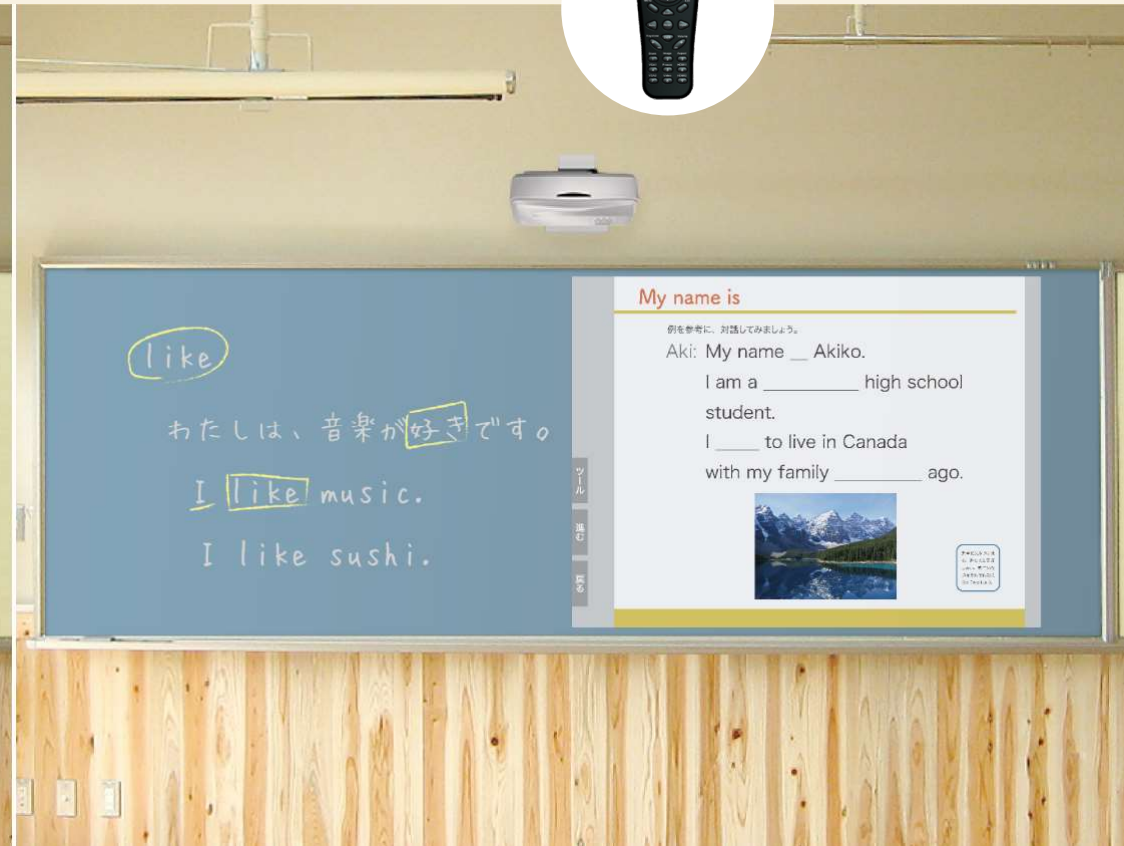 like
わたしは、音楽が好きです。
I like music.
I like sushi.
My name is
例を参考に、対話してみましょう。
Aki: My name __ Akiko.
I am a _________ high school
student.
I ____ to live in Canada
with my family ________ ago.
ツール
進む
戻る